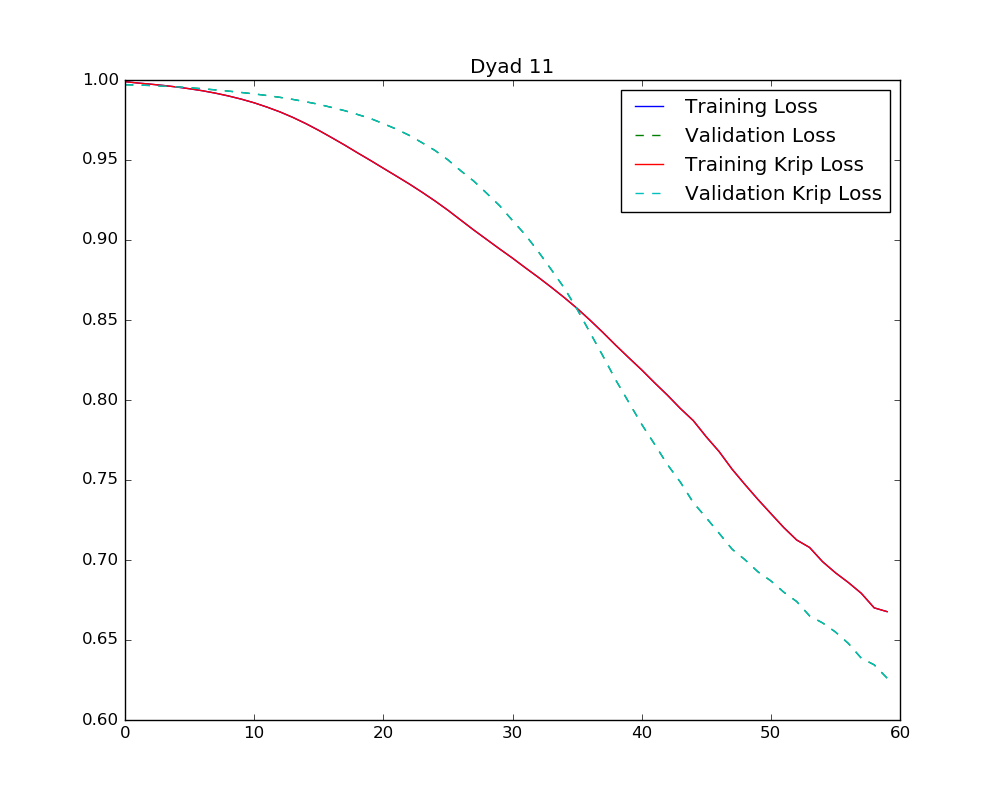 Dyad 11
1.00
0.95
0.90
0.85
0.80
0.75
0.70
0.65
0.60
0 10 20 30 40 50 60
Training Loss
Validation Loss
Training Krip Loss
Validation Krip Loss